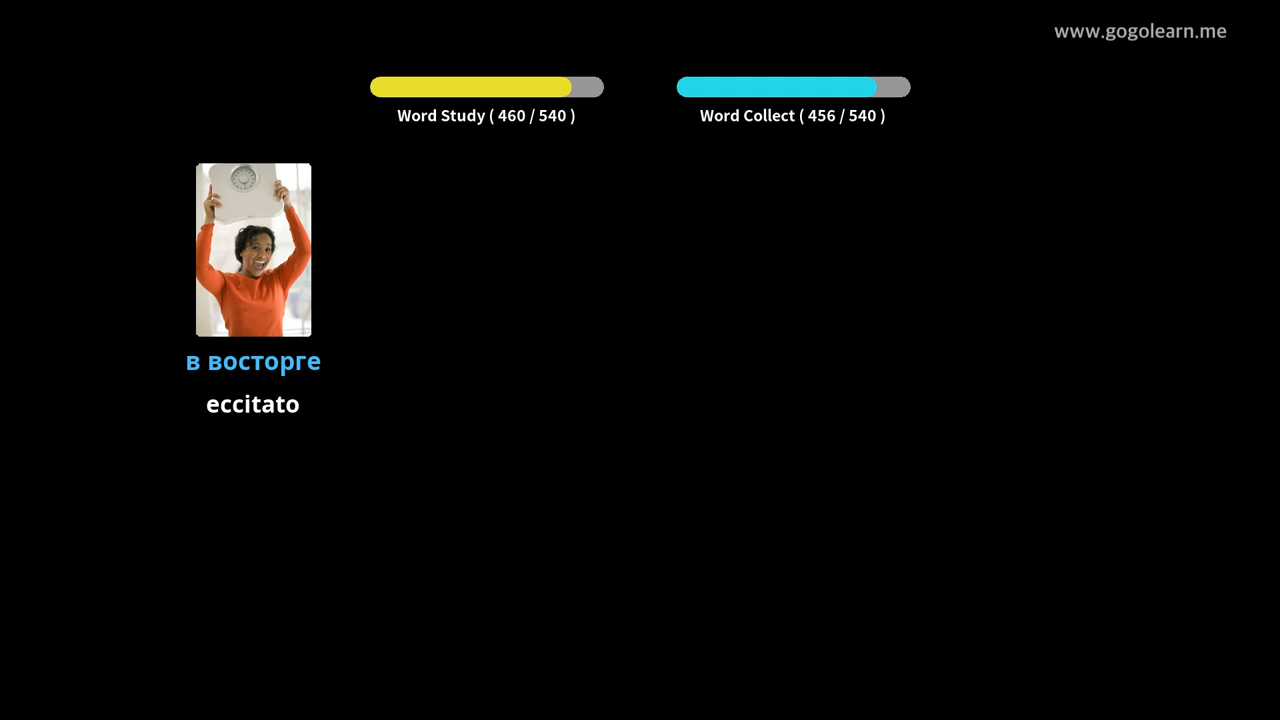 www.gogolearn.me
Word Study ( 460 / 540 )
Word Collect ( 456 / 540 )
в восторге
eccitato